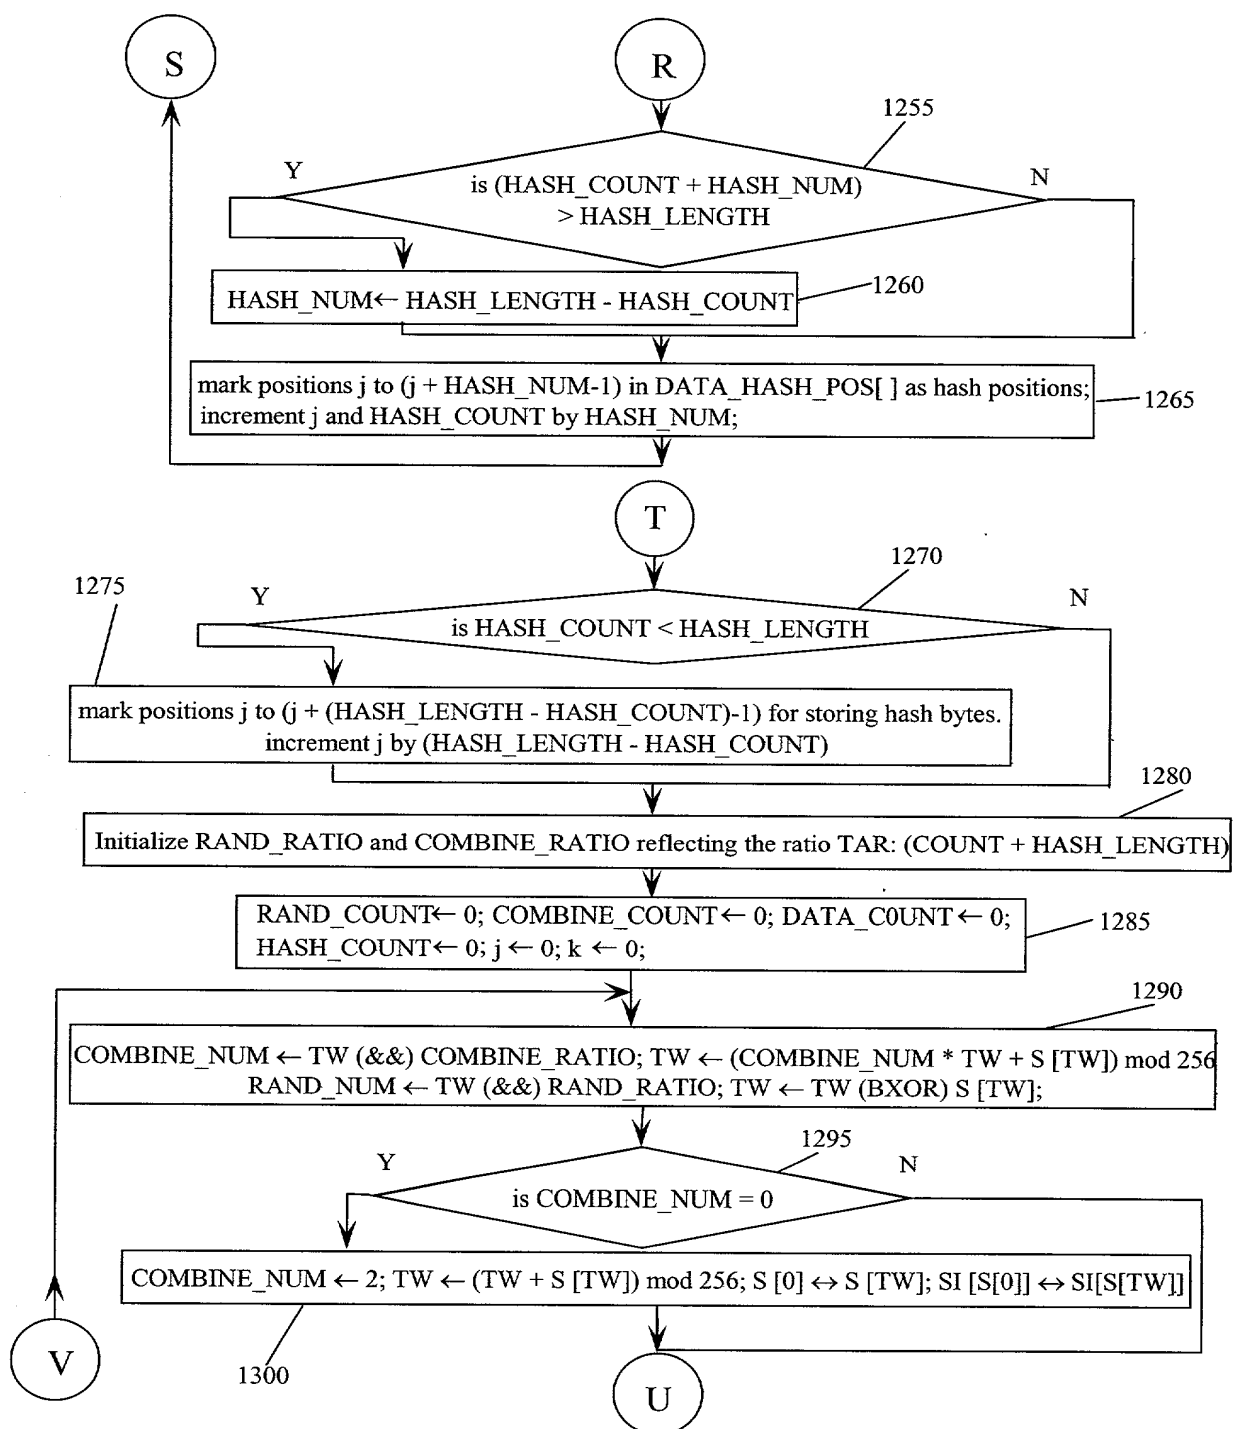 S
R
1255
Y
N
is (HASH_COUNT + HASH_NUM)
> HASH_LENGTH
HASH_NUM← HASH_LENGTH - HASH_COUNT
1260
mark positions j to (j + HASH_NUM-1) in DATA_HASH_POS[ ] as hash positions;
increment j and HASH_COUNT by HASH_NUM;
1265
T
1270
1275
Y
N
is HASH_COUNT < HASH_LENGTH
mark positions j to (j + (HASH_LENGTH - HASH_COUNT)-1) for storing hash bytes.
increment j by (HASH_LENGTH - HASH_COUNT)
1280
Initialize RAND_RATIO and COMBINE_RATIO reflecting the ratio TAR: (COUNT + HASH_LENGTH)
RAND_COUNT← 0; COMBINE_COUNT← 0; DATA_C0UNT← 0;
HASH_COUNT← 0; j ← 0; k ← 0;
1285
1290
COMBINE_NUM ← TW (&&) COMBINE_RATIO; TW ← (COMBINE_NUM * TW + S [TW]) mod 256
RAND_NUM ← TW (&&) RAND_RATIO; TW ← TW (BXOR) S [TW];
1295
Y
N
is COMBINE_NUM = 0
COMBINE_NUM ← 2; TW ← (TW + S [TW]) mod 256; S [0] ↔ S [TW]; SI [S[0]] ↔ SI[S[TW]]
V
1300
U